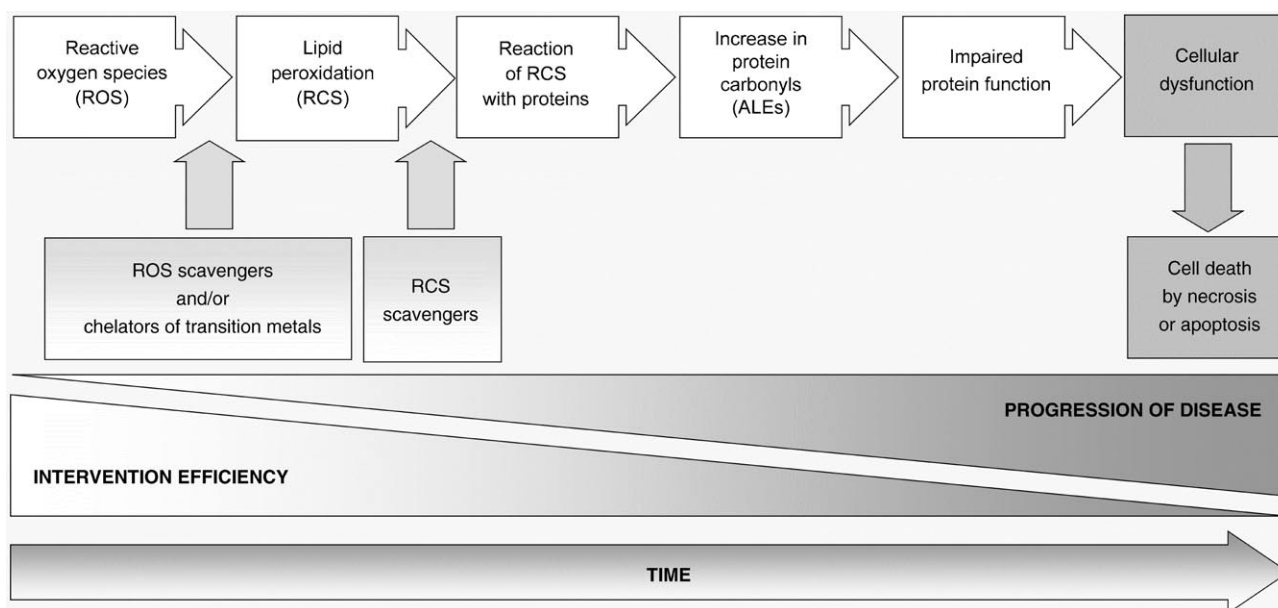 Reactive
oxygen species
(ROS)
Lipid
peroxidation
(RCS)
Reaction
of RCS
with proteins
Increase in
protein
carbonyls
(ALEs)
Impaired
protein function
Cellular
dysfunction
ROS scavengers
and/or
chelators of transition metals
RCS
scavengers
Cell death
by necrosis
or apoptosis
PROGRESSION OF DISEASE
INTERVENTION EFFICIENCY
TIME